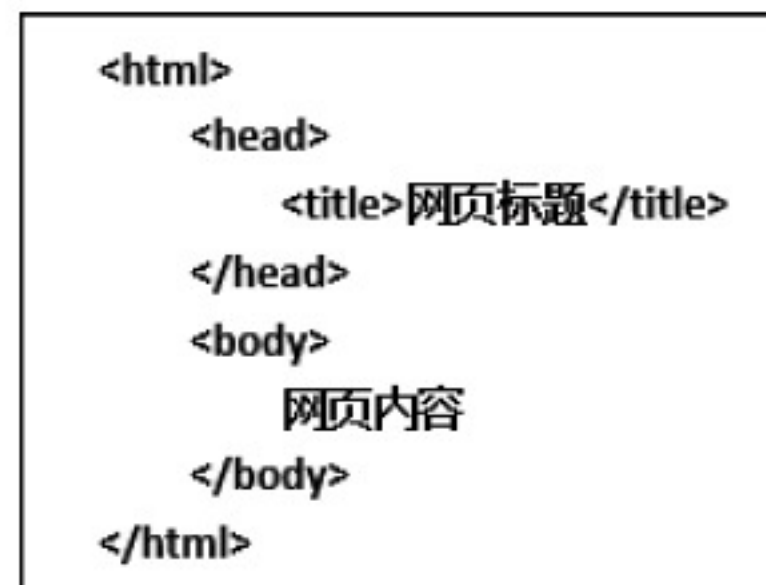 <html>
<head>
<title>网页标题</title>
</head>
<body>
网页内容
</body>
</html>